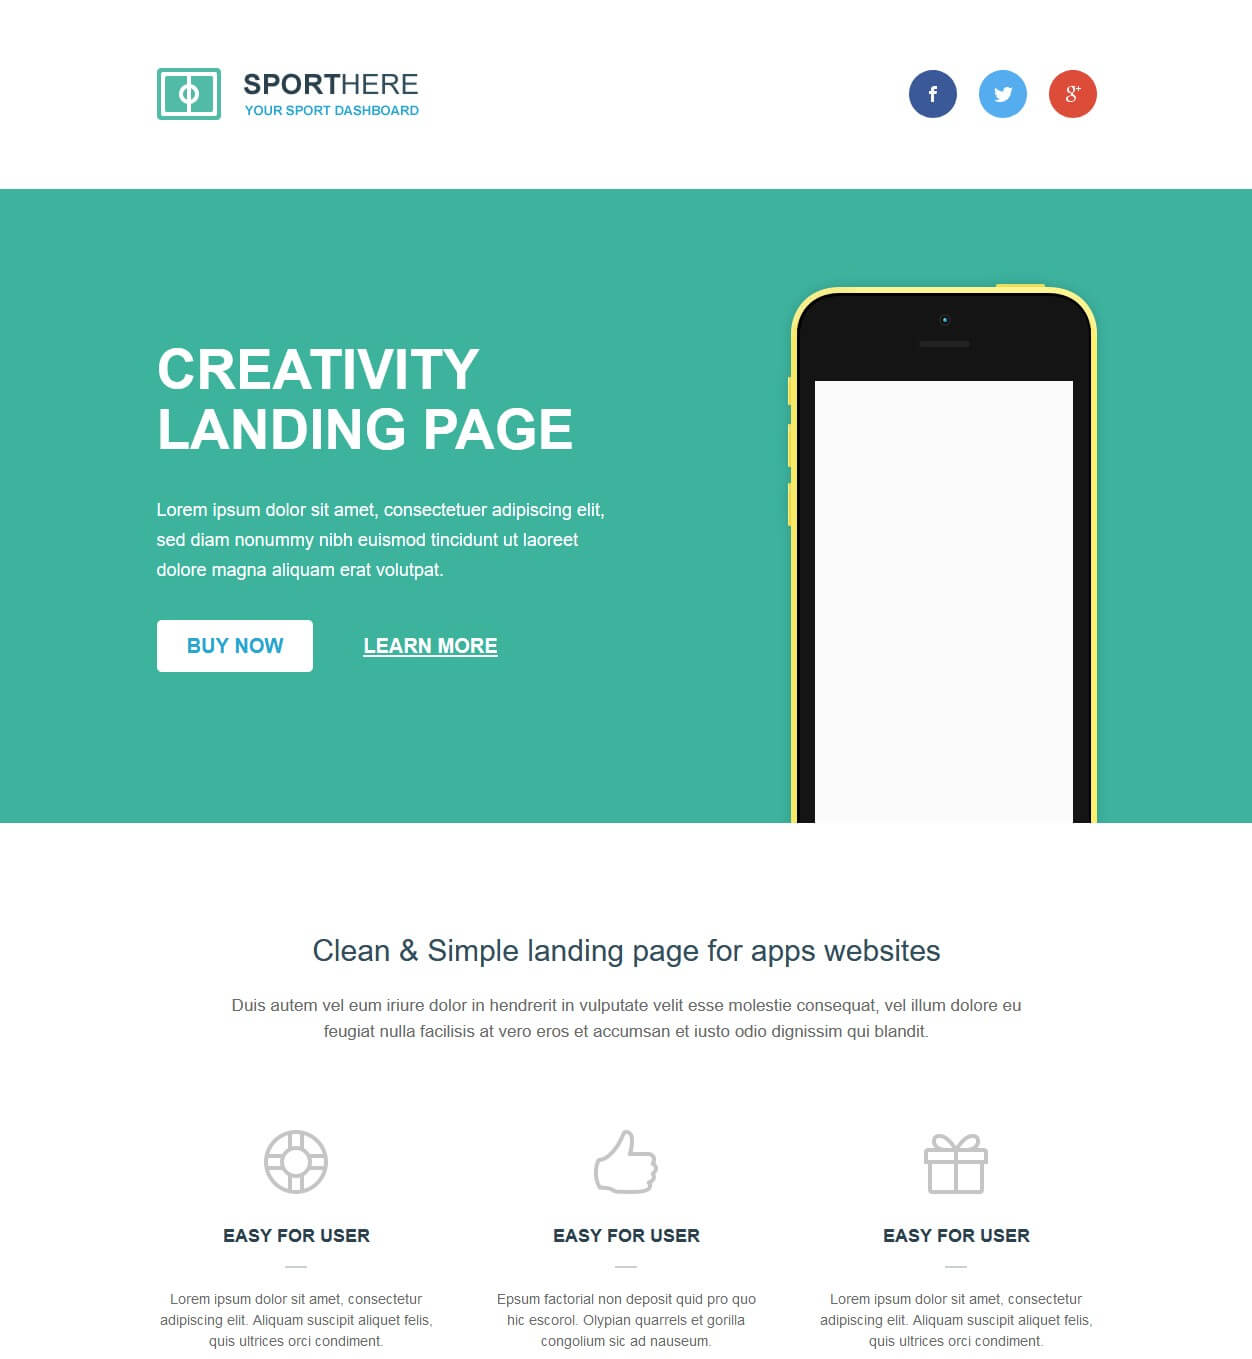 SPORTHERE
YOUR SPORT DASHBOARD
f
g+
CREATIVITY
LANDING PAGE
Lorem ipsum dolor sit amet, consectetuer adipiscing elit,
sed diam nonummy nibh euismod tincidunt ut laoreet
dolore magna aliquam erat volutpat.
BUY NOW
LEARN MORE
Clean & Simple landing page for apps websites
Duis autem vel eum iriure dolor in hendrerit in vulputate velit esse molestie consequat, vel illum dolore eu
feugiat nulla facilisis at vero eros et accumsan et iusto odio dignissim qui blandit.
EASY FOR USER
Lorem ipsum dolor sit amet, consectetur
adipiscing elit. Aliquam suscipit aliquet felis,
quis ultrices orci condiment.
EASY FOR USER
Epsum factorial non deposit quid pro quo
hic escorol. Olypian quarrels et gorilla
congolium sic ad nauseum.
EASY FOR USER
Lorem ipsum dolor sit amet, consectetur
adipiscing elit. Aliquam suscipit aliquet felis,
quis ultrices orci condiment.